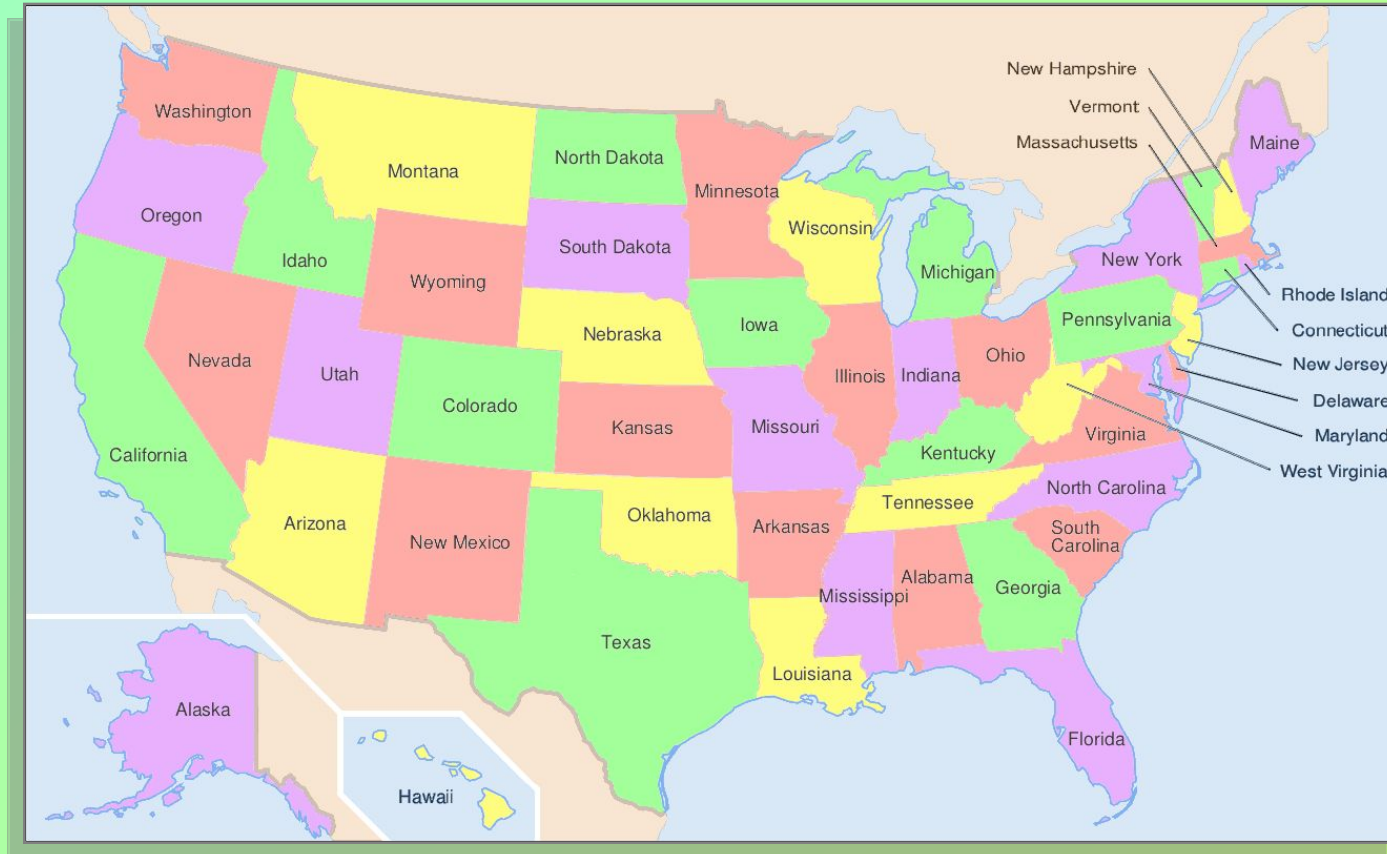 New Hampshire
Vermont
Massachusetts
Maine
Washington
Montana
North Dakota
Minnesota
Oregon
Idaho
Wyoming
South Dakota
Wisconsin
Michigan
New York
Rhode Island
Connecticut
New Jersey
Delaware
Maryland
West Virginia
Nevada
Utah
Colorado
Nebraska
Iowa
Illinois
Indiana
Ohio
Pennsylvania
California
Kansas
Missouri
Kentucky
Virginia
Arizona
New Mexico
Oklahoma
Arkansas
Tennessee
North Carolina
South
Carolina
Texas
Louisiana
Mississippi
Alabama
Georgia
Florida
Alaska
Hawaii